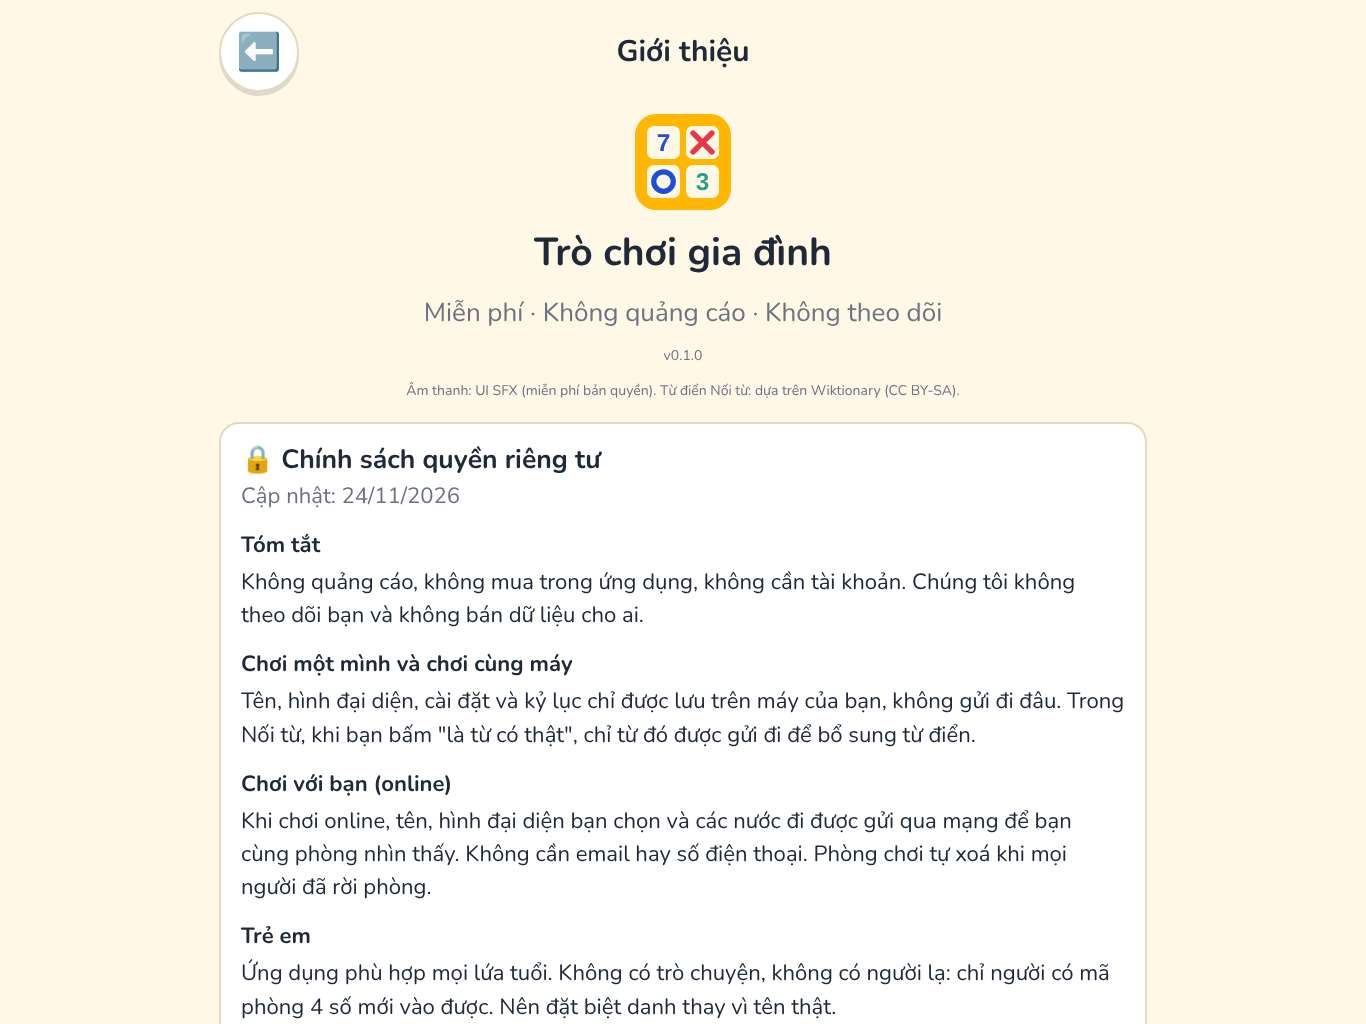 Giới thiệu
7
3
Trò chơi gia đình
Miễn phí · Không quảng cáo · Không theo dõi
v0.1.0
Âm thanh: UI SFX (miễn phí bản quyền). Từ điển Nối từ: dựa trên Wiktionary (CC BY-SA).
🔒 Chính sách quyền riêng tư
Cập nhật: 24/11/2026
Tóm tắt
Không quảng cáo, không mua trong ứng dụng, không cần tài khoản. Chúng tôi không
theo dõi bạn và không bán dữ liệu cho ai.
Chơi một mình và chơi cùng máy
Tên, hình đại diện, cài đặt và kỷ lục chỉ được lưu trên máy của bạn, không gửi đi đâu. Trong
Nối từ, khi bạn bấm "là từ có thật", chỉ từ đó được gửi đi để bổ sung từ điển.
Chơi với bạn (online)
Khi chơi online, tên, hình đại diện bạn chọn và các nước đi được gửi qua mạng để bạn
cùng phòng nhìn thấy. Không cần email hay số điện thoại. Phòng chơi tự xoá khi mọi
người đã rời phòng.
Trẻ em
Ứng dụng phù hợp mọi lứa tuổi. Không có trò chuyện, không có người lạ: chỉ người có mã
phòng 4 số mới vào được. Nên đặt biệt danh thay vì tên thật.